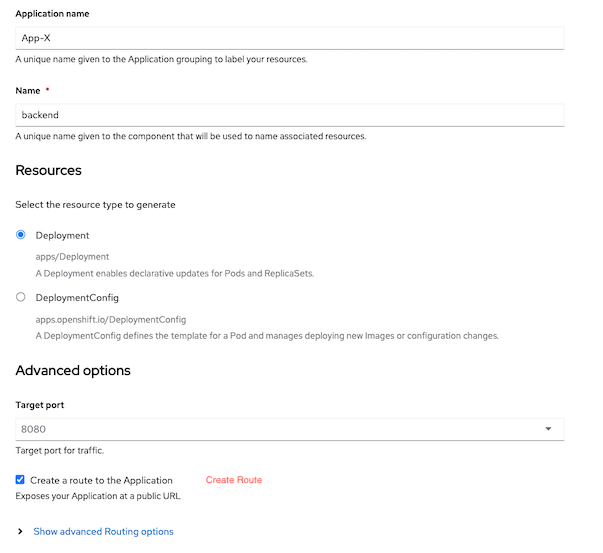 Application name
App-X
A unique name given to the Application grouping to label your resources.
Name *
backend
A unique name given to the component that will be used to name associated resources.
Resources
Select the resource type to generate
Deployment
apps/Deployment
A Deployment enables declarative updates for Pods and ReplicaSets.
DeploymentConfig
apps.openshift.io/DeploymentConfig
A DeploymentConfig defines the template for a Pod and manages deploying new Images or configuration changes.
Advanced options
Target port
8080
Target port for traffic.
Create a route to the Application Create Route
Exposes your Application at a public URL
Show advanced Routing options